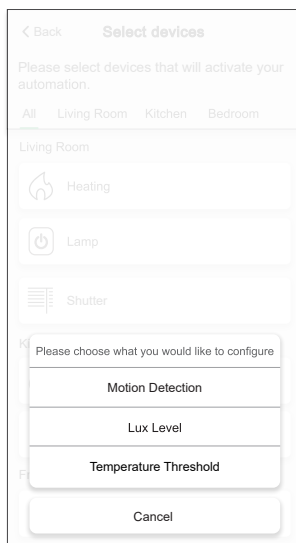 Back Select devices
Please select devices that will activate your
automation.
All Living Room Kitchen Bedroom
Living Room
Heating
Lamp
Shutter
Please choose what you would like to configure
Motion Detection
Lux Level
Temperature Threshold
Cancel